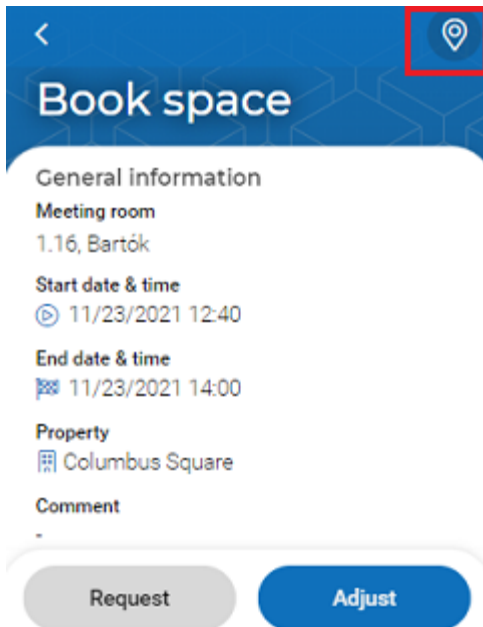 Book space
General information
Meeting room
1.16, Bartók
Start date & time
11/23/2021 12:40
End date & time
11/23/2021 14:00
Property
Columbus Square
Comment
-
Request
Adjust